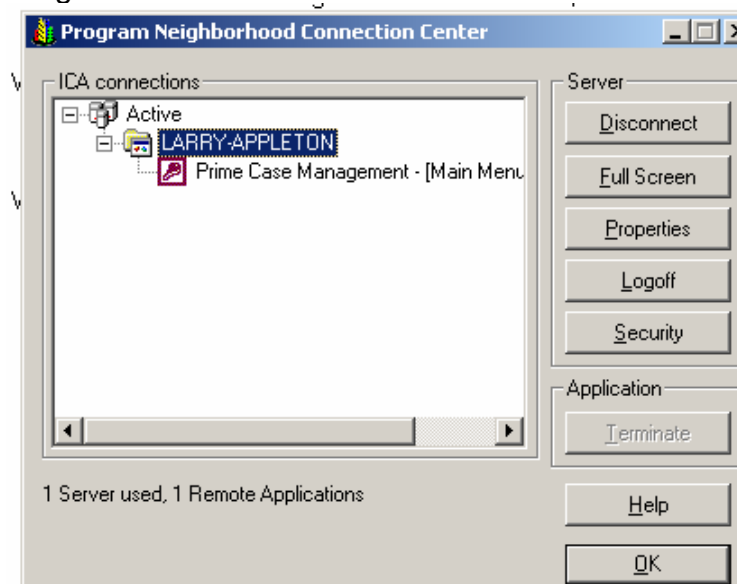 Program Neighborhood Connection Center
ICA connections
Active
LARRY-APPLETON
Prime Case Management - [Main Menu
1 Server used, 1 Remote Applications
Server
Disconnect
Full Screen
Properties
Logoff
Security
Application
Terminate
Help
OK